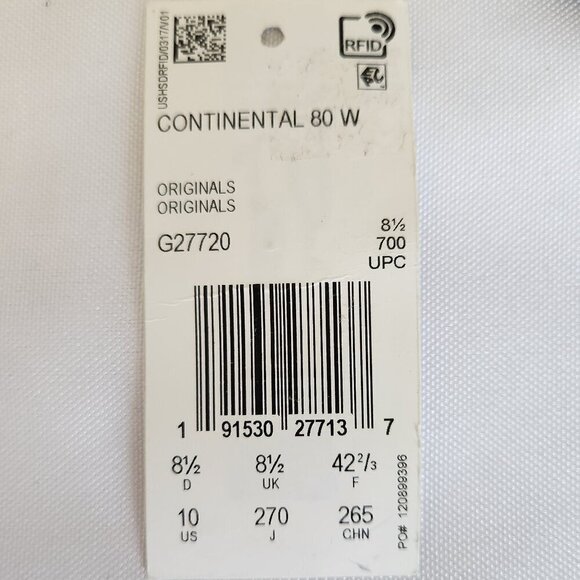 USHSDRFID/0317/V01
RFID
CONTINENTAL 80 W
ORIGINALS
ORIGINALS
G27720
8½
700
UPC
1 91530 27713 7
8½ 8½ 42²/₃
D UK F
10 270 265
US J CHN
PO# 120899396